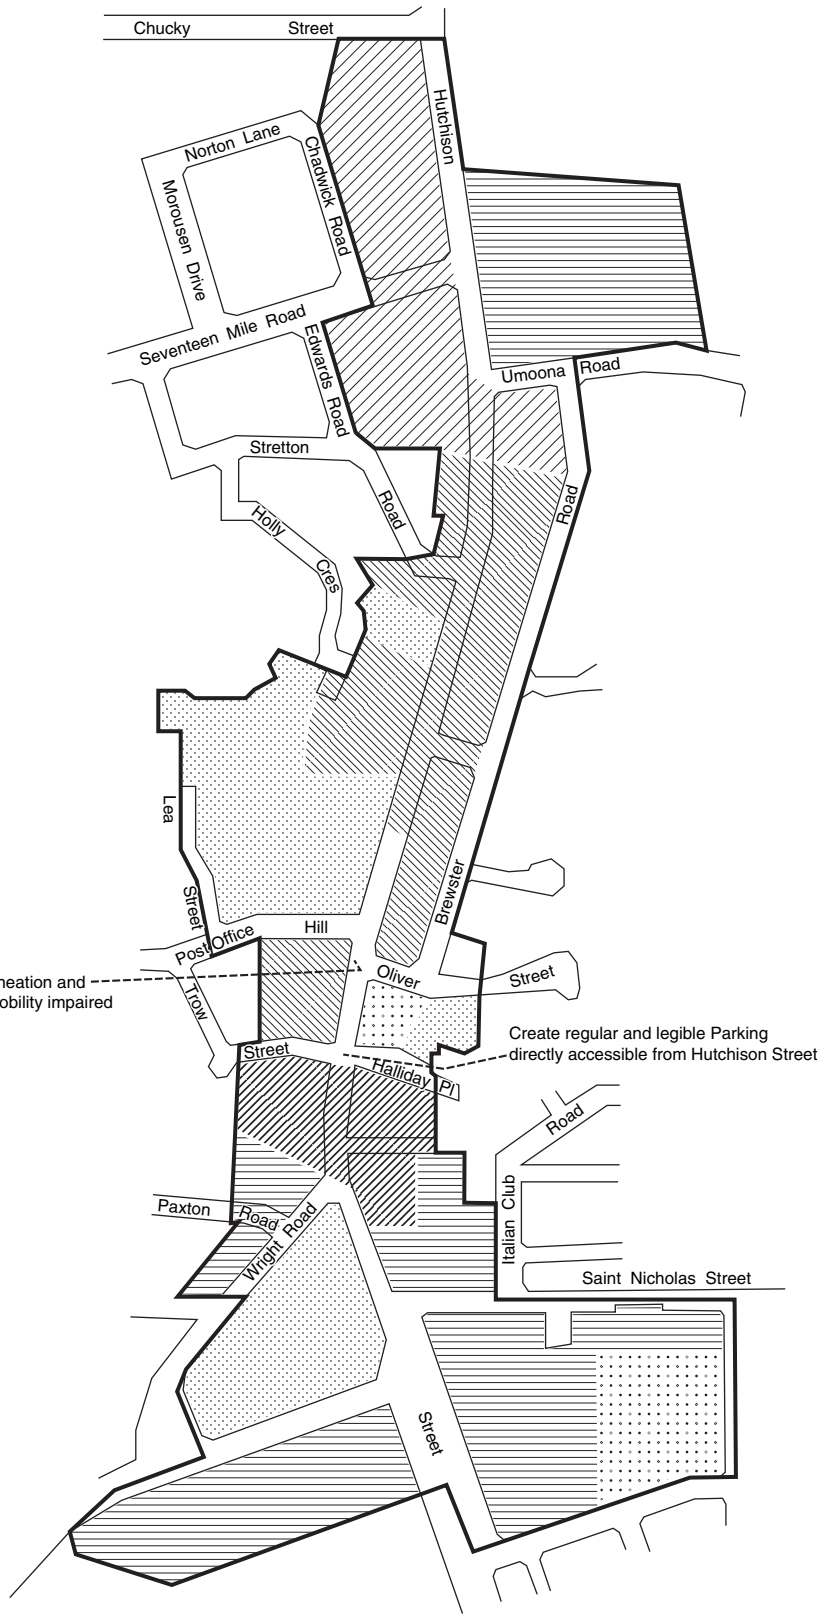 Chucky Street
Hutchison
Norton Lane
Chadwick Road
Morousen Drive
Seventeen Mile Road
Edwards Road
Umoona Road
Stretton
Road
Road
Holly
Cres
Lea
Street
Brewster
Post Office Hill
Oliver
Street
Trow
obility impaired
Street
Halliday Pl
Create regular and legible Parking
directly accessible from Hutchison Street
Road
Italian Club
Paxton
Road
Wright Road
Saint Nicholas Street
Street